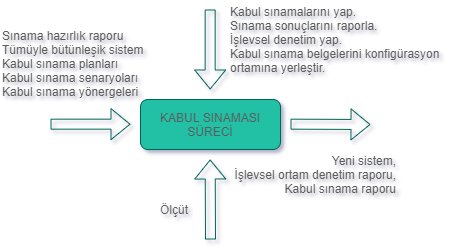 Kabul sınamalarını yap.
Sınama sonuçlarını raporla.
İşlevsel denetim yap.
Kabul sınama belgelerini konfigürasyon
ortamına yerleştir.
Sınama hazırlık raporu
Tümüyle bütünleşik sistem
Kabul sınama planları
Kabul sınama senaryoları
Kabul sınama yönergeleri
KABUL SINAMASI
SÜRECİ
Yeni sistem,
İşlevsel ortam denetim raporu,
Kabul sınama raporu
Ölçüt